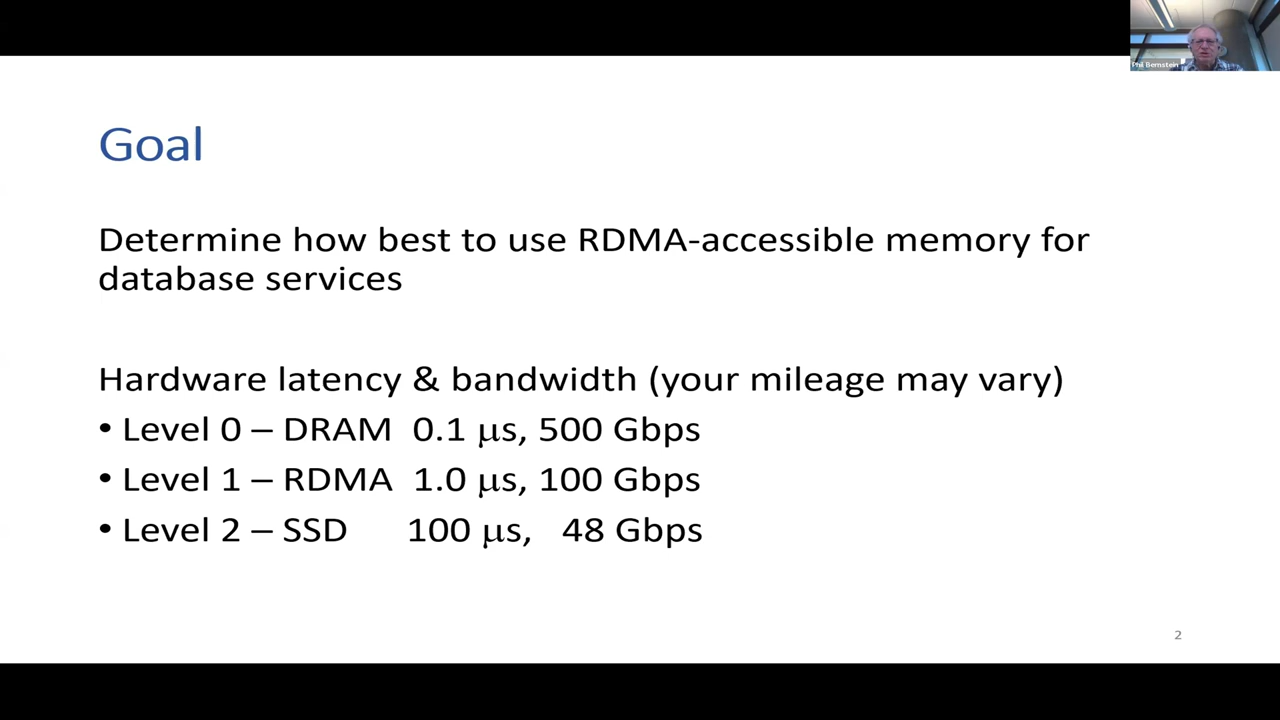 Phil Bernstein
Goal
Determine how best to use RDMA-accessible memory for
database services
Hardware latency & bandwidth (your mileage may vary)
• Level 0 – DRAM 0.1 μs, 500 Gbps
• Level 1 – RDMA 1.0 μs, 100 Gbps
• Level 2 – SSD 100 μs, 48 Gbps
2